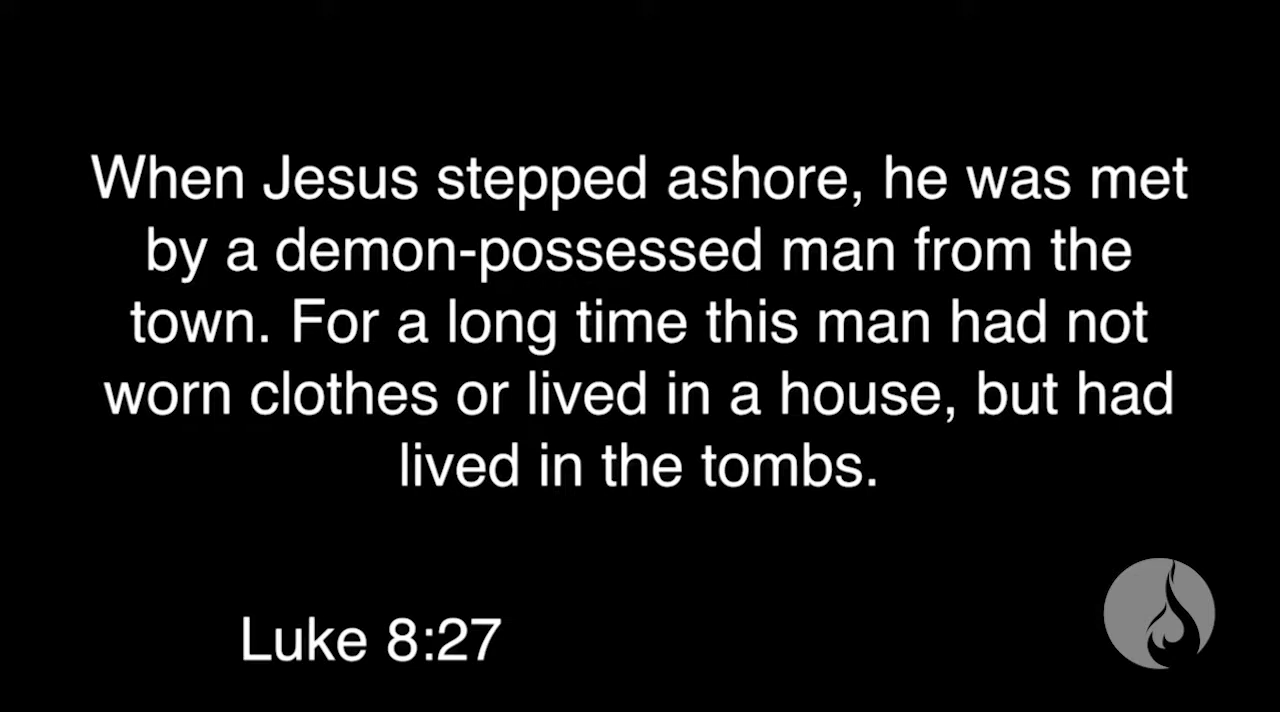 When Jesus stepped ashore, he was met
by a demon-possessed man from the
town. For a long time this man had not
worn clothes or lived in a house, but had
lived in the tombs.
Luke 8:27